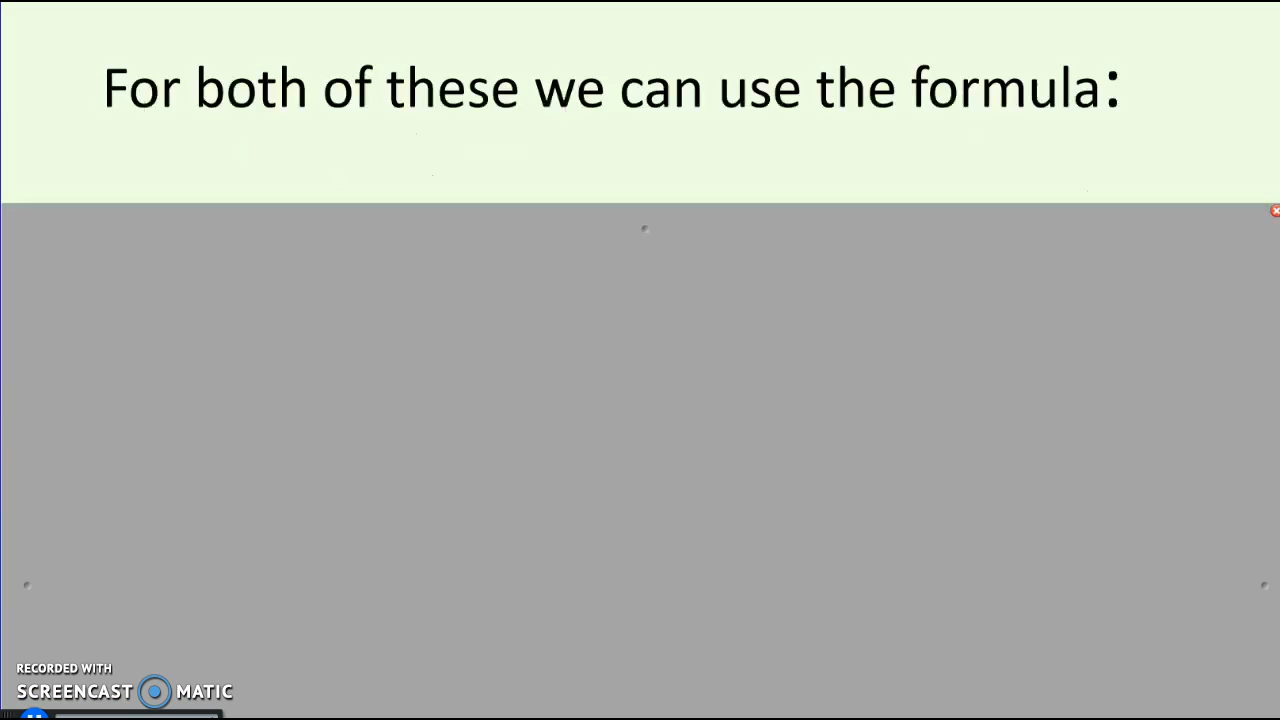 For both of these we can use the formula:
RECORDED WITH
SCREENCAST MATIC